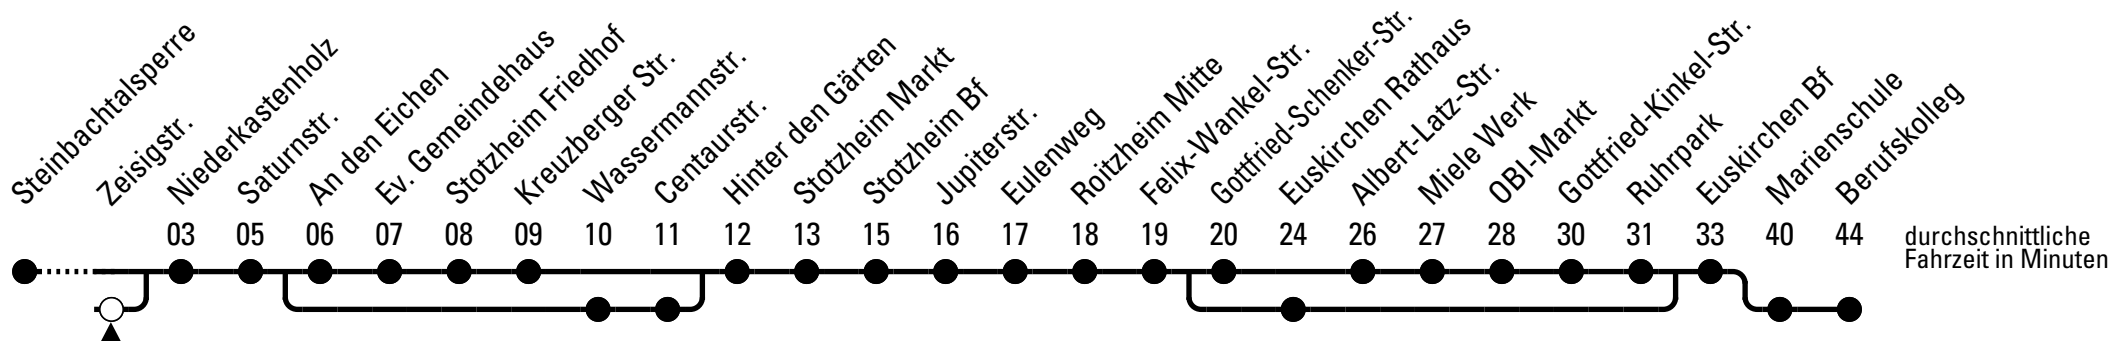 Steinbachtalsperre
Zeisigstr.
Niederkastenholz
Saturnstr.
An den Eichen
Ev. Gemeindehaus
Stotzheim Friedhof
Kreuzberger Str.
Wassermannstr.
Centaurstr.
Hinter den Gärten
Stotzheim Markt
Stotzheim Bf
Jupiterstr.
Eulenweg
Roitzheim Mitte
Felix-Wankel-Str.
Gottfried-Schenker-Str.
Euskirchen Rathaus
Albert-Latz-Str.
Miele Werk
OBI-Markt
Gottfried-Kinkel-Str.
Ruhrpark
Euskirchen Bf
Marienschule
Berufskolleg
03 05 06 07 08 09 10 11 12 13 15 16 17 18 19 20 24 26 27 28 30 31 33 40 44
durchschnittliche
Fahrzeit in Minuten